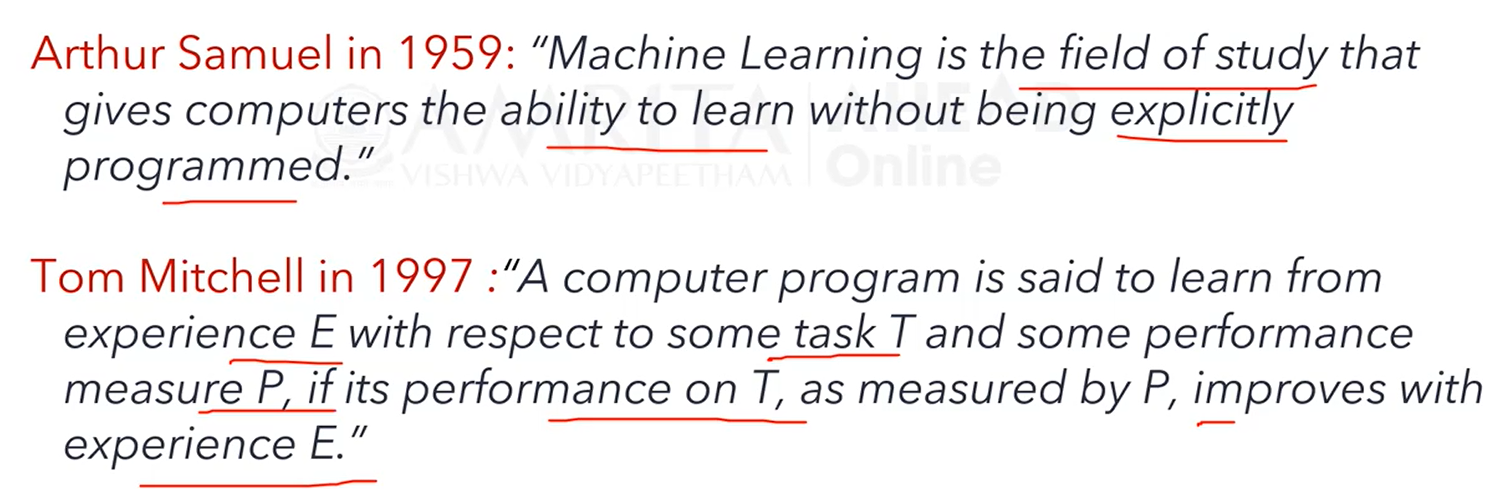 Arthur Samuel in 1959: “Machine Learning is the field of study that
gives computers the ability to learn without being explicitly
programmed.”
AMRITA
VISHWA VIDYAPEETHAM
AHEAD
Online
Tom Mitchell in 1997 :“A computer program is said to learn from
experience E with respect to some task T and some performance
measure P, if its performance on T, as measured by P, improves with
experience E.”